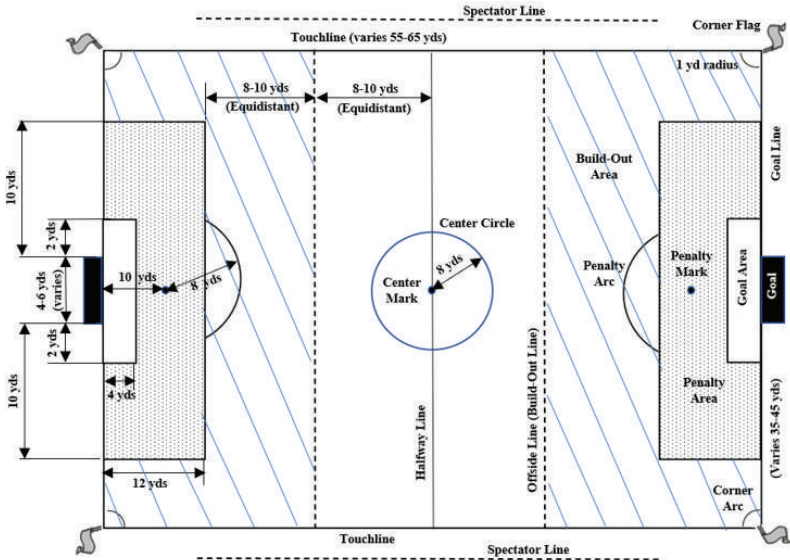 Spectator Line
Corner Flag
Touchline (varies 55-65 yds)
1 yd radius
8-10 yds
(Equidistant)
8-10 yds
(Equidistant)
10 yds
Build-Out
Area
Goal Line
2 yds
Center Circle
4-6 yds
(varies)
10 yds
8 yds
Center
Mark
8 yds
Penalty
Arc
Penalty
Mark
Goal Area
Goal
2 yds
10 yds
4 yds
Penalty
Area
Halfway Line
Offside Line (Build-Out Line)
(Varies 35-45 yds)
12 yds
Corner
Arc
Touchline
Spectator Line